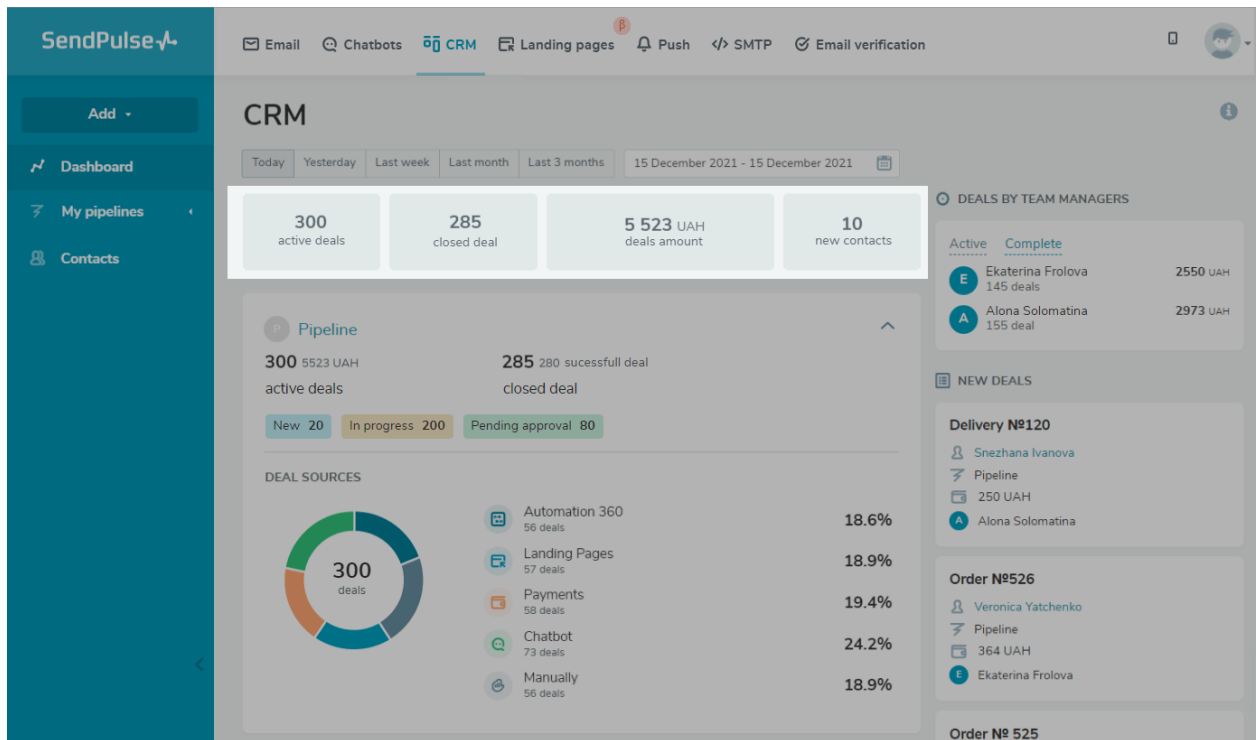 SendPulse
Email Chatbots CRM Landing pages β Push SMTP Email verification
Add
Dashboard
My pipelines
Contacts
CRM
Today Yesterday Last week Last month Last 3 months 15 December 2021 - 15 December 2021
300
active deals
285
closed deal
5 523 UAH
deals amount
10
new contacts
P Pipeline
300 5523 UAH
active deals
285 280 sucessfull deal
closed deal
New 20 In progress 200 Pending approval 80
DEAL SOURCES
300
deals
Automation 360
56 deals
18.6%
Landing Pages
57 deals
18.9%
Payments
58 deals
19.4%
Chatbot
73 deals
24.2%
Manually
56 deals
18.9%
DEALS BY TEAM MANAGERS
Active Complete
E Ekaterina Frolova 2550 UAH
145 deals
A Alona Solomatina 2973 UAH
155 deal
NEW DEALS
Delivery №120
Snezhana Ivanova
Pipeline
250 UAH
A Alona Solomatina
Order №526
Veronica Yatchenko
Pipeline
364 UAH
E Ekaterina Frolova
Order № 525